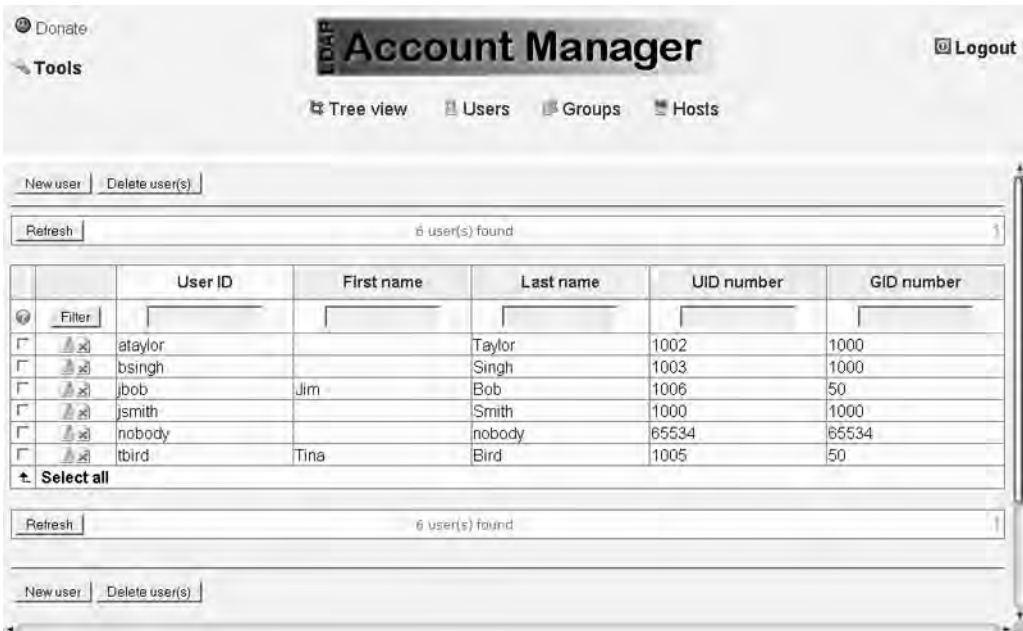 Donate
Tools
LDAP Account Manager
Logout
Tree view Users Groups Hosts
New user Delete user(s)
Refresh 6 user(s) found 1
User ID First name Last name UID number GID number
Filter
ataylor Taylor 1002 1000
bsingh Singh 1003 1000
jbob Jim Bob 1006 50
jsmith Smith 1000 1000
nobody nobody 65534 65534
tbird Tina Bird 1005 50
Select all
Refresh 6 user(s) found 1
New user Delete user(s)